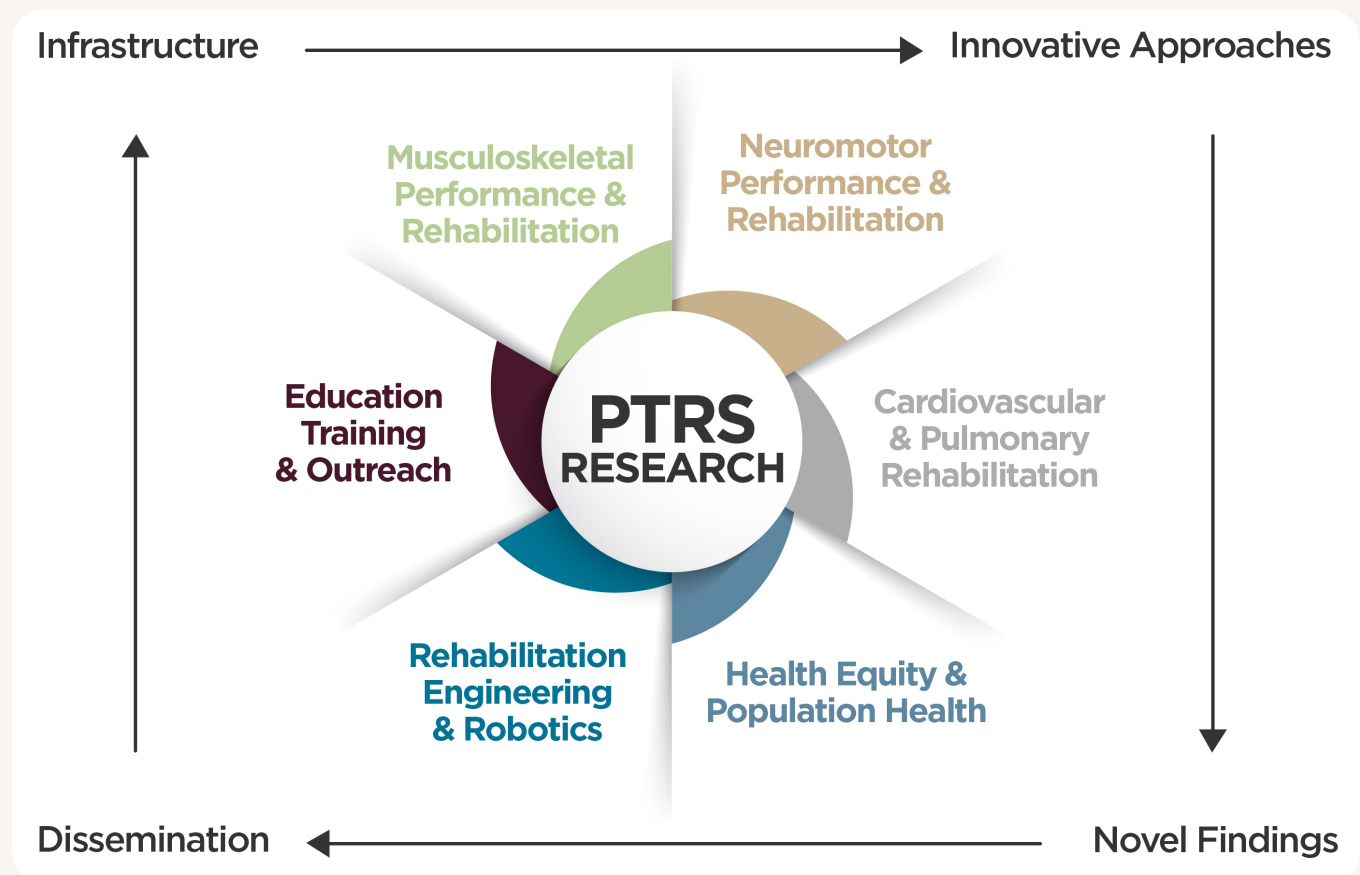 Infrastructure
Innovative Approaches
Musculoskeletal
Performance &
Rehabilitation
Neuromotor
Performance &
Rehabilitation
Education
Training
& Outreach
PTRS
RESEARCH
Cardiovascular
& Pulmonary
Rehabilitation
Rehabilitation
Engineering
& Robotics
Health Equity &
Population Health
Dissemination
Novel Findings